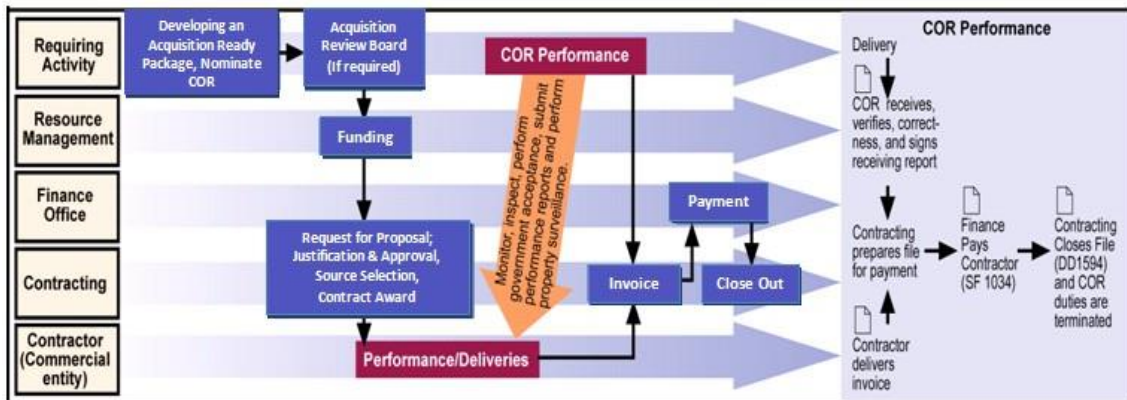 Requiring
Activity
Resource
Management
Finance
Office
Contracting
Contractor
(Commercial
entity)
Developing an
Acquisition Ready
Package, Nominate
COR
Acquisition
Review Board
(If required)
COR Performance
Funding
Monitor, inspect, perform
government acceptance, submit
performance reports and perform
property surveillance.
Request for Proposal;
Justification & Approval,
Source Selection,
Contract Award
Payment
Invoice
Close Out
Performance/Deliveries
COR Performance
Delivery
COR receives,
verifies, correct-
ness, and signs
receiving report
Contracting
prepares file
for payment
Contractor
delivers
invoice
Finance
Pays
Contractor
(SF 1034)
Contracting
Closes File
(DD1594)
and COR
duties are
terminated